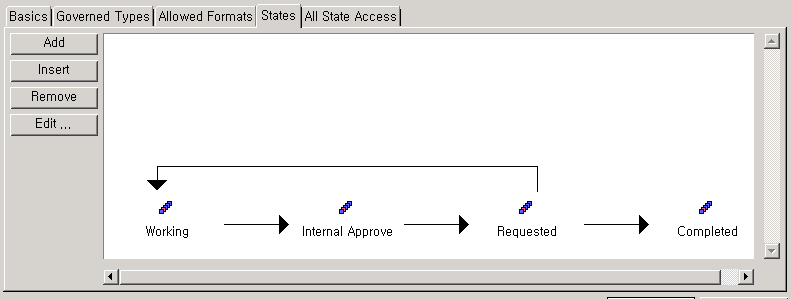 Basics Governed Types Allowed Formats States All State Access
Add
Insert
Remove
Edit ...
Working Internal Approve Requested Completed